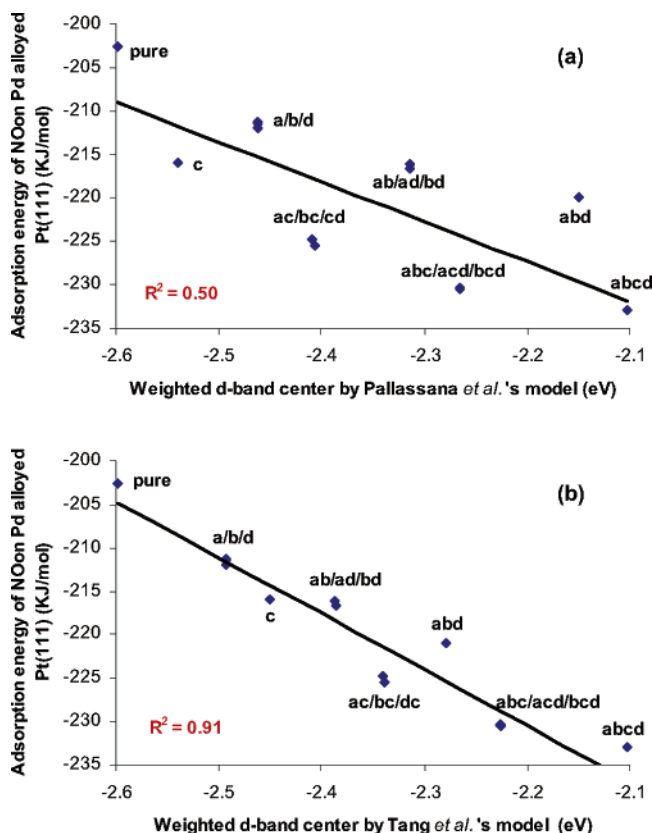 Adsorption energy of NOon Pd alloyed
Pt(111) (KJ/mol)
-200
-205
-210
-215
-220
-225
-230
-235
(a)
pure
a/b/d
c
ab/ad/bd
abd
ac/bc/cd
abc/acd/bcd
abcd
R² = 0.50
-2.6 -2.5 -2.4 -2.3 -2.2 -2.1
Weighted d-band center by Pallassana et al.'s model (eV)
Adsorption energy of NOon Pd alloyed
Pt(111) (KJ/mol)
-200
-205
-210
-215
-220
-225
-230
-235
(b)
pure
a/b/d
ab/ad/bd
c
abd
ac/bc/dc
abc/acd/bcd
abcd
R² = 0.91
-2.6 -2.5 -2.4 -2.3 -2.2 -2.1
Weighted d-band center by Tang et al.'s model (eV)